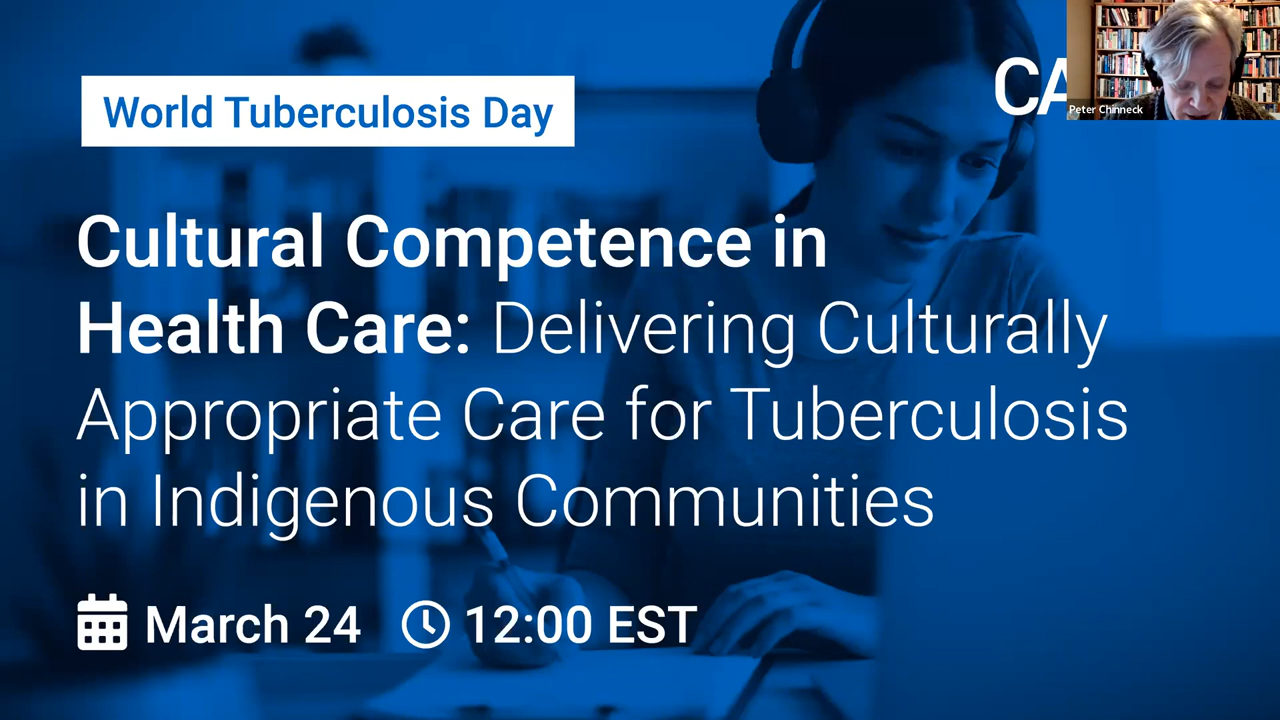 World Tuberculosis Day
CA
Peter Chinneck
Cultural Competence in
Health Care: Delivering Culturally
Appropriate Care for Tuberculosis
in Indigenous Communities
March 24 12:00 EST